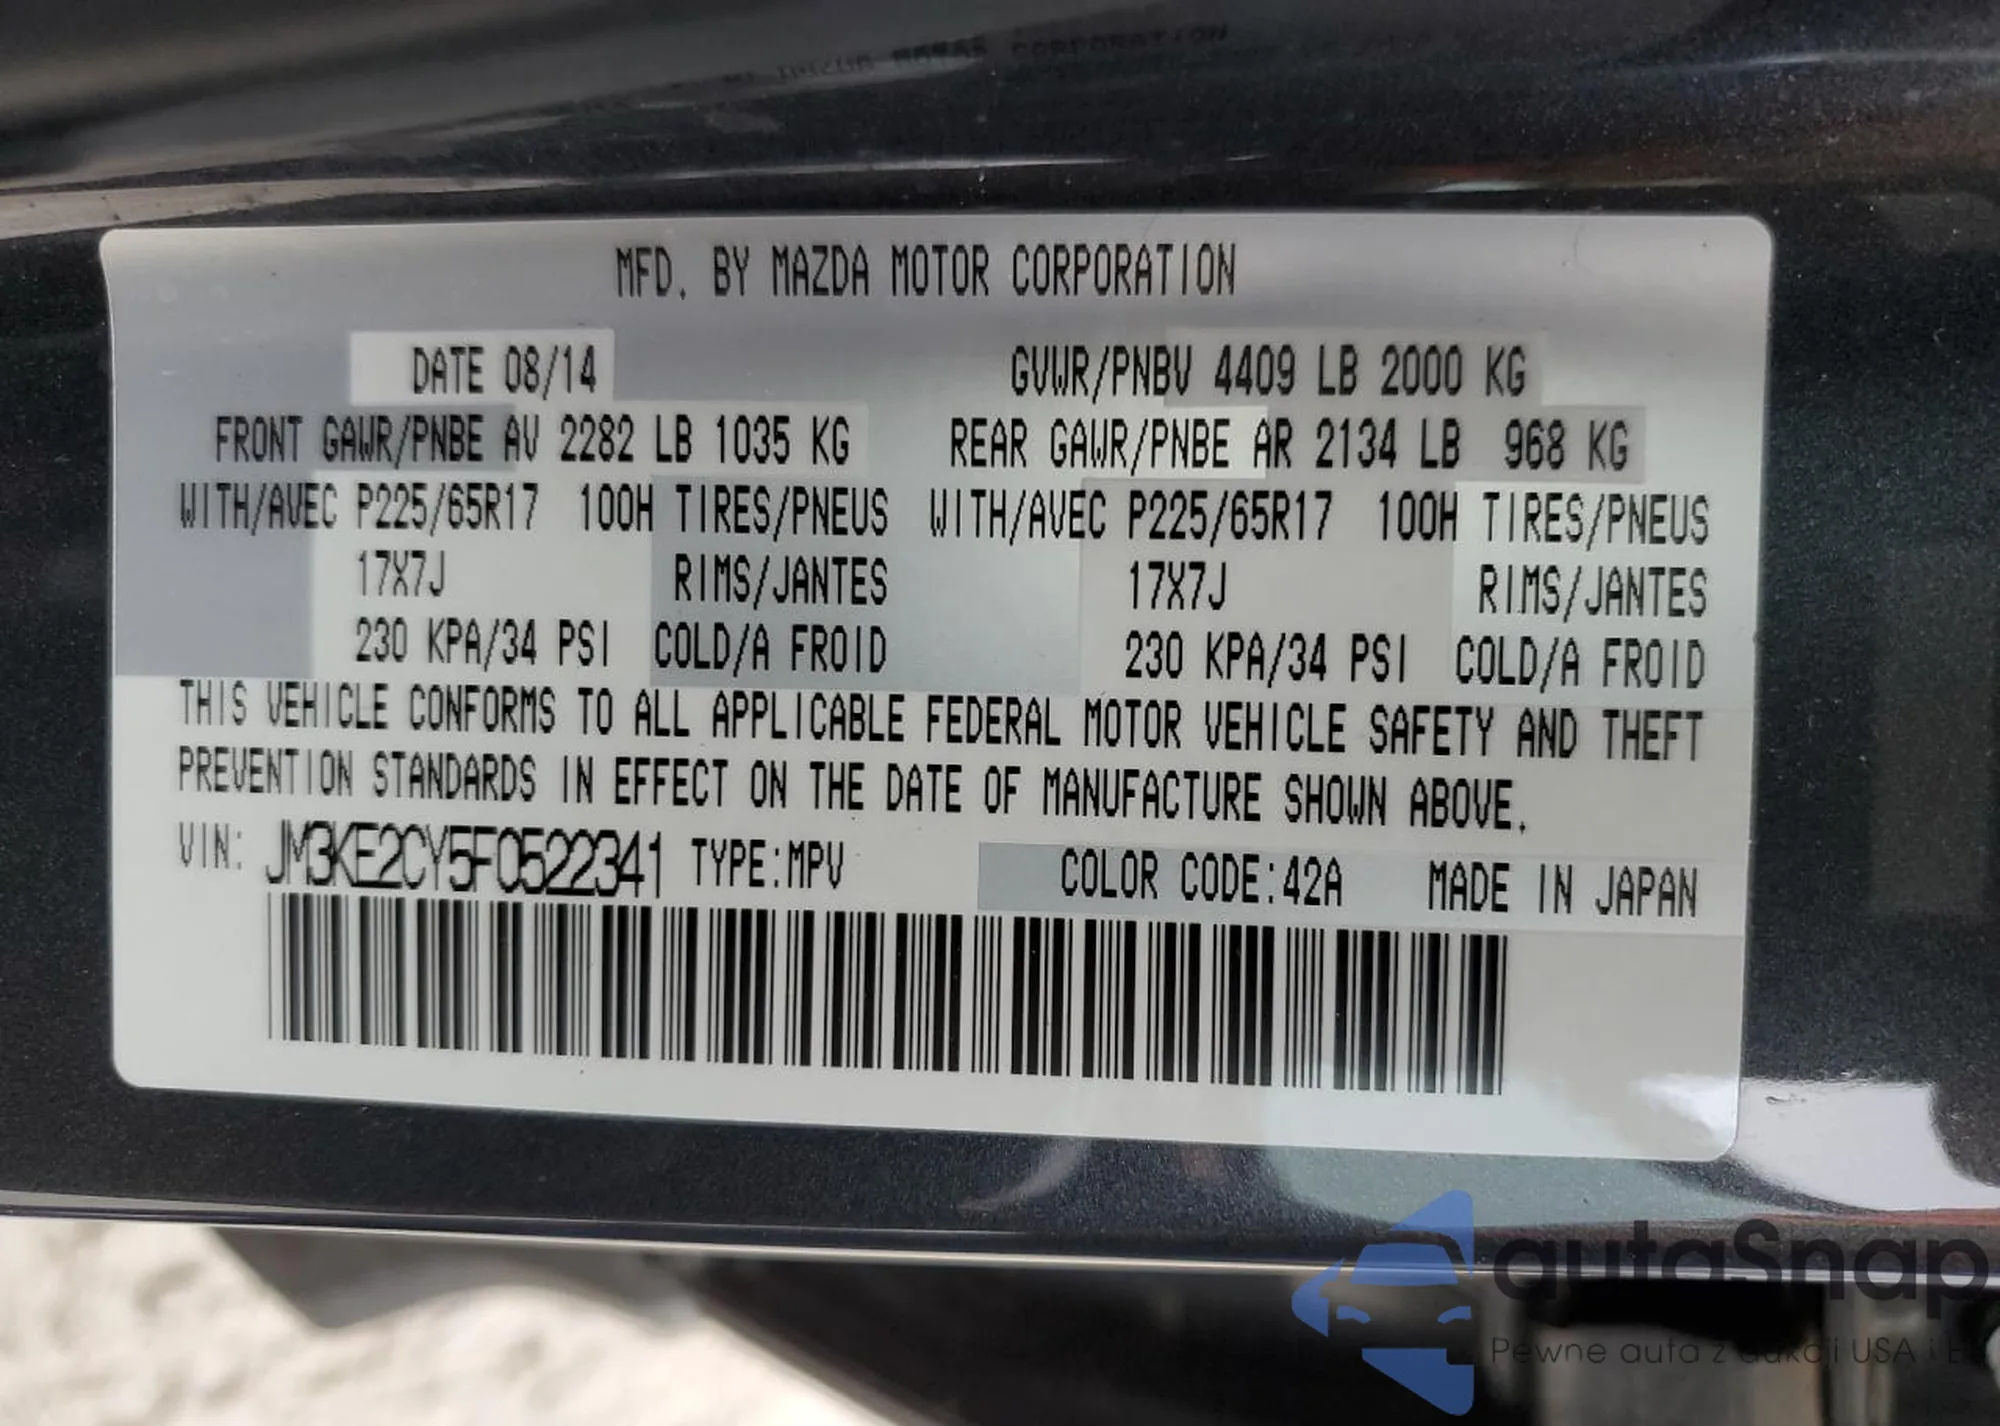 MFD. BY MAZDA MOTOR CORPORATION
DATE 08/14 GVWR/PNBV 4409 LB 2000 KG
FRONT GAWR/PNBE AV 2282 LB 1035 KG REAR GAWR/PNBE AR 2134 LB 968 KG
WITH/AVEC P225/65R17 100H TIRES/PNEUS WITH/AVEC P225/65R17 100H TIRES/PNEUS
17X7J RIMS/JANTES 17X7J RIMS/JANTES
230 KPA/34 PSI COLD/A FROID 230 KPA/34 PSI COLD/A FROID
THIS VEHICLE CONFORMS TO ALL APPLICABLE FEDERAL MOTOR VEHICLE SAFETY AND THEFT
PREVENTION STANDARDS IN EFFECT ON THE DATE OF MANUFACTURE SHOWN ABOVE.
VIN: JM3KE2CY5F0522341 TYPE:MPV COLOR CODE:42A MADE IN JAPAN
autoSnap
Pewne auta z aukcji USA i E